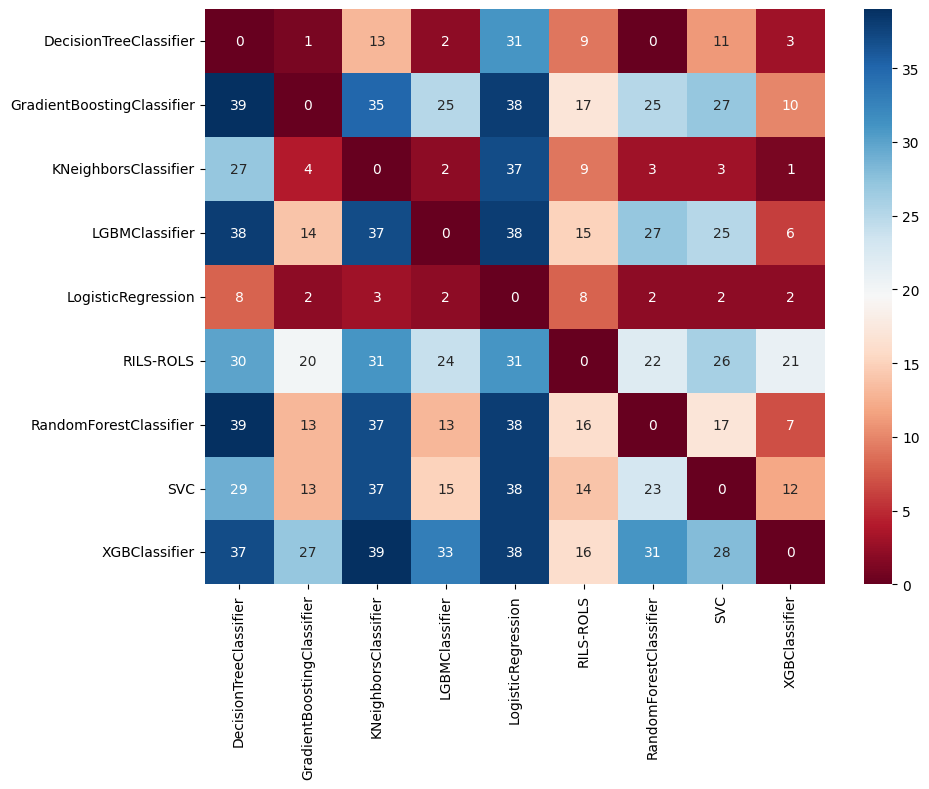 DecisionTreeClassifier 0 1 13 2 31 9 0 11 3
GradientBoostingClassifier 39 0 35 25 38 17 25 27 10
KNeighborsClassifier 27 4 0 2 37 9 3 3 1
LGBMClassifier 38 14 37 0 38 15 27 25 6
LogisticRegression 8 2 3 2 0 8 2 2 2
RILS-ROLS 30 20 31 24 31 0 22 26 21
RandomForestClassifier 39 13 37 13 38 16 0 17 7
SVC 29 13 37 15 38 14 23 0 12
XGBClassifier 37 27 39 33 38 16 31 28 0
DecisionTreeClassifier
GradientBoostingClassifier
KNeighborsClassifier
LGBMClassifier
LogisticRegression
RILS-ROLS
RandomForestClassifier
SVC
XGBClassifier
35
30
25
20
15
10
5
0